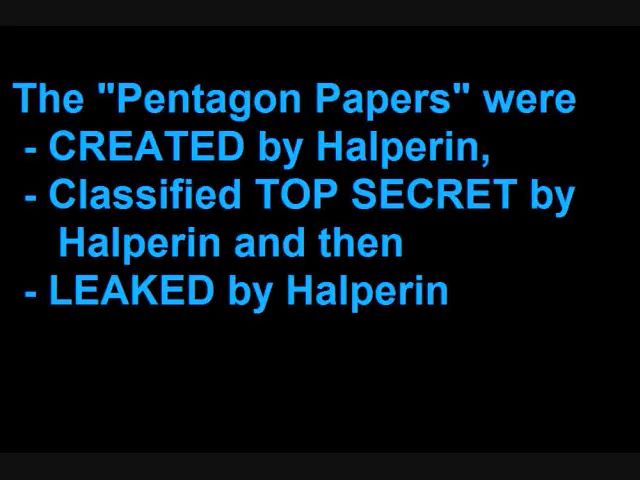 The "Pentagon Papers" were
- CREATED by Halperin,
- Classified TOP SECRET by
Halperin and then
- LEAKED by Halperin